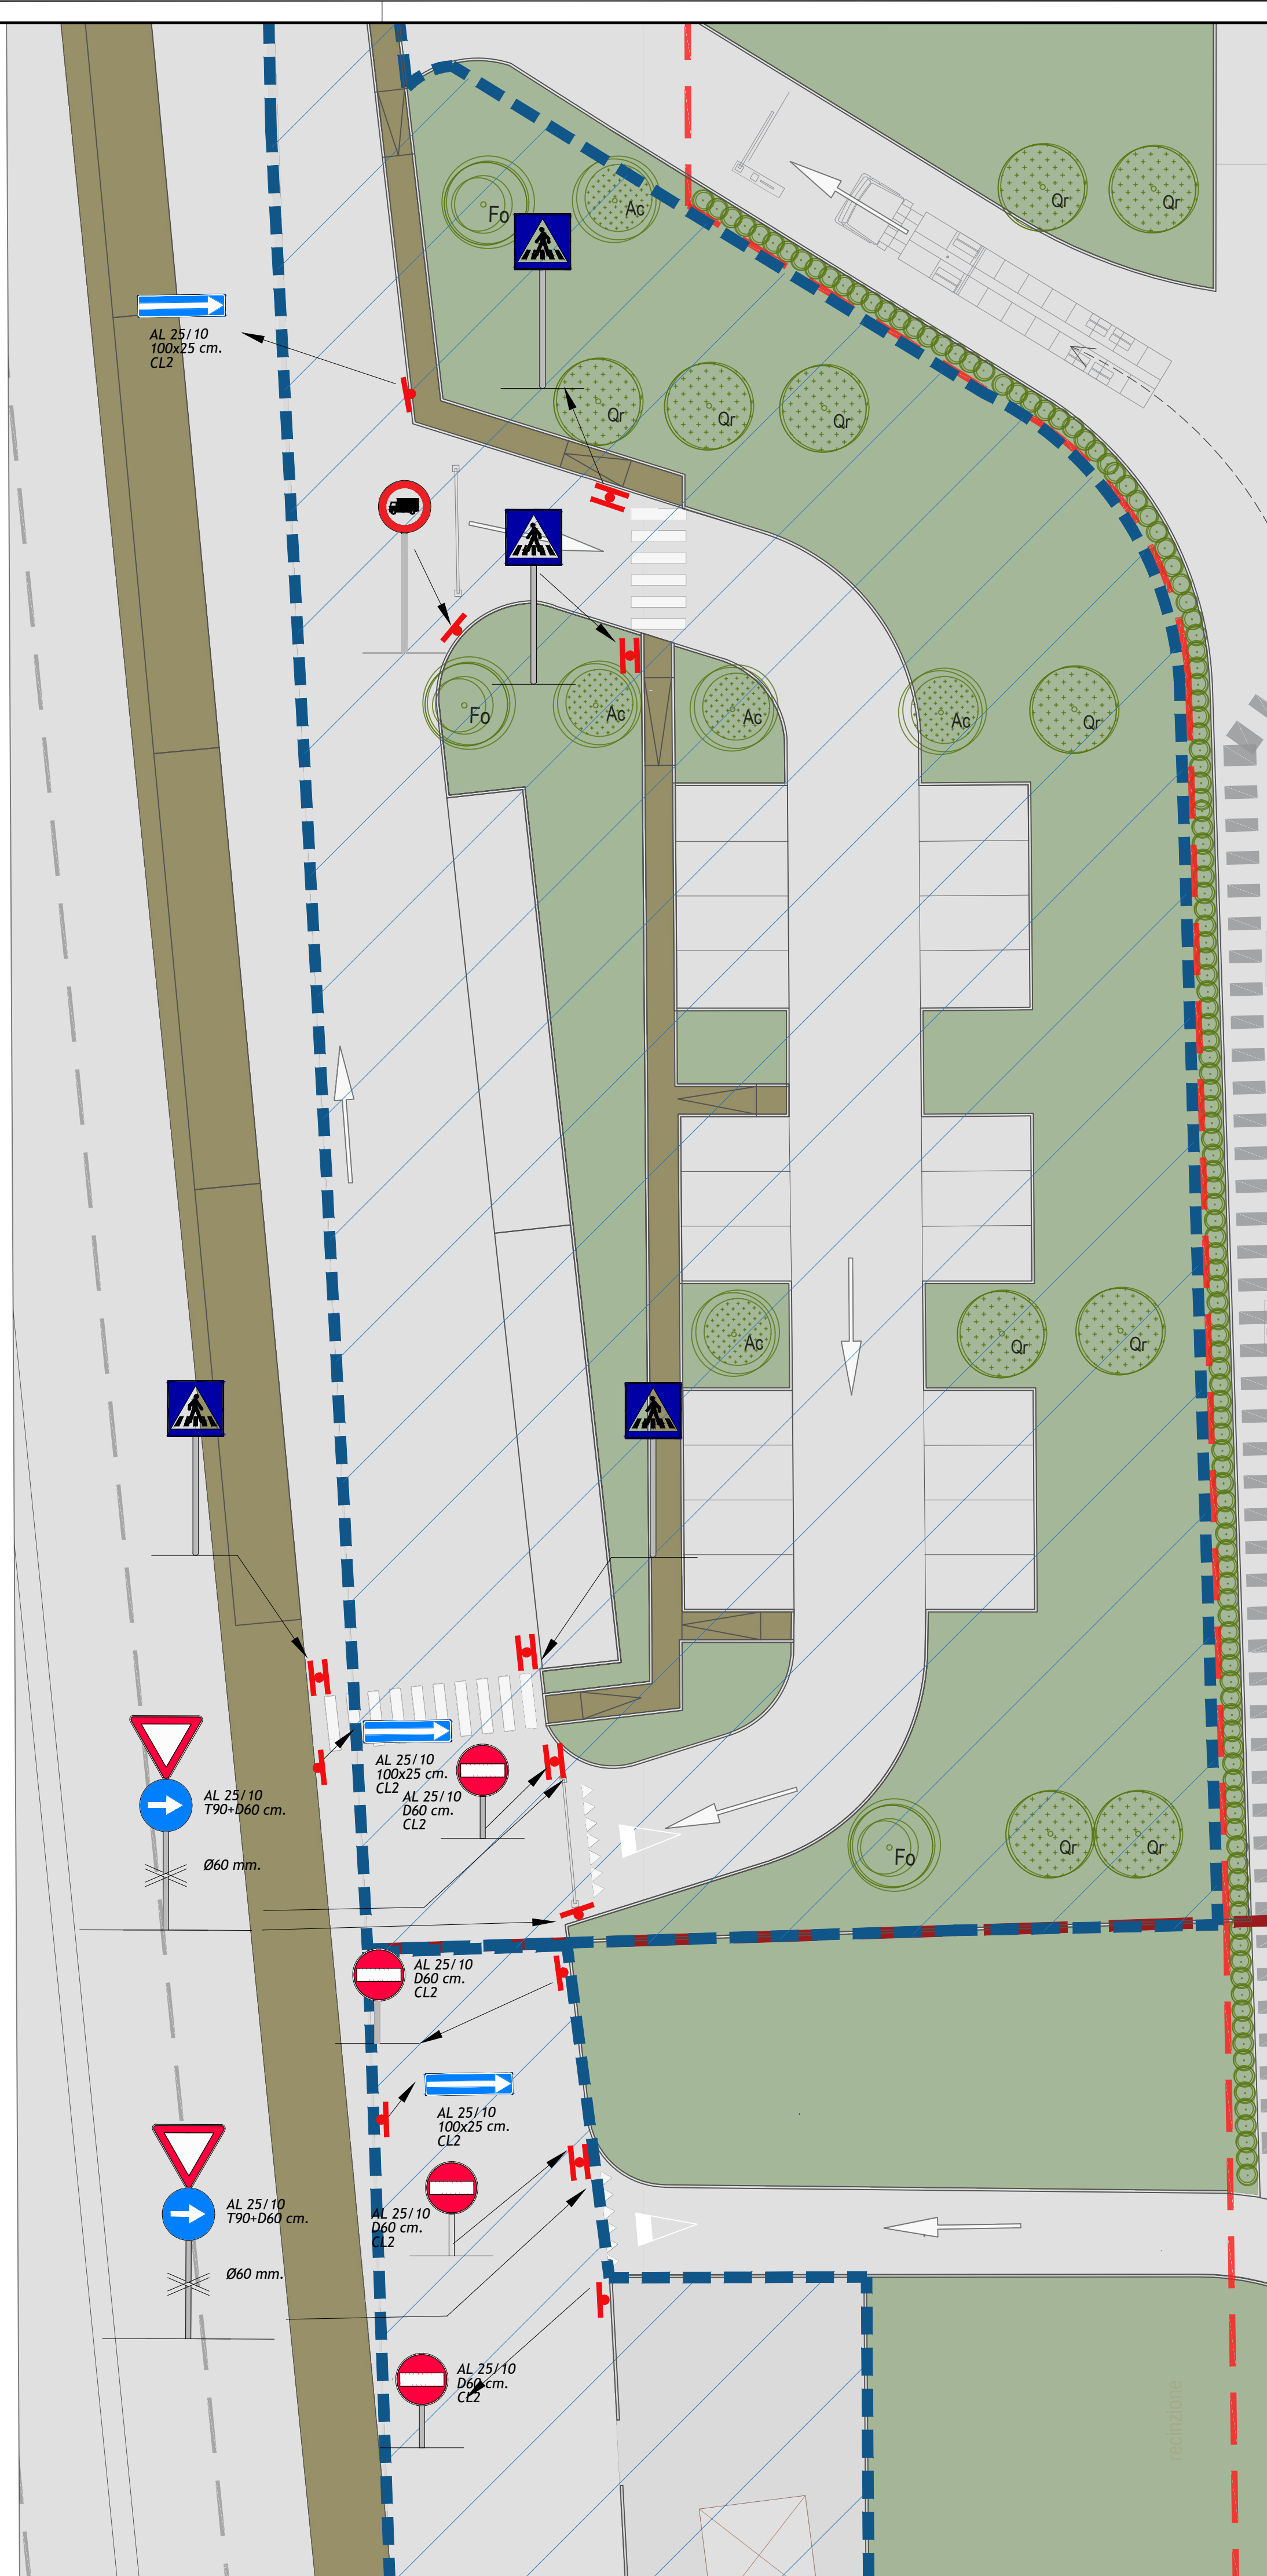 Qr
Qr
Fo
Ac
AL 25/10
100x25 cm.
CL2
Qr
Qr
Qr
Fo
Ac
Ac
Ac
Qr
Ac
Qr
Qr
AL 25/10
T90+D60 cm.
Ø60 mm.
AL 25/10
100x25 cm.
CL2
AL 25/10
D60 cm.
CL2
Fo
Qr
Qr
AL 25/10
D60 cm.
CL2
AL 25/10
100x25 cm.
CL2
AL 25/10
T90+D60 cm.
Ø60 mm.
AL 25/10
D60 cm.
CL2
AL 25/10
D60 cm.
CL2
recinzione